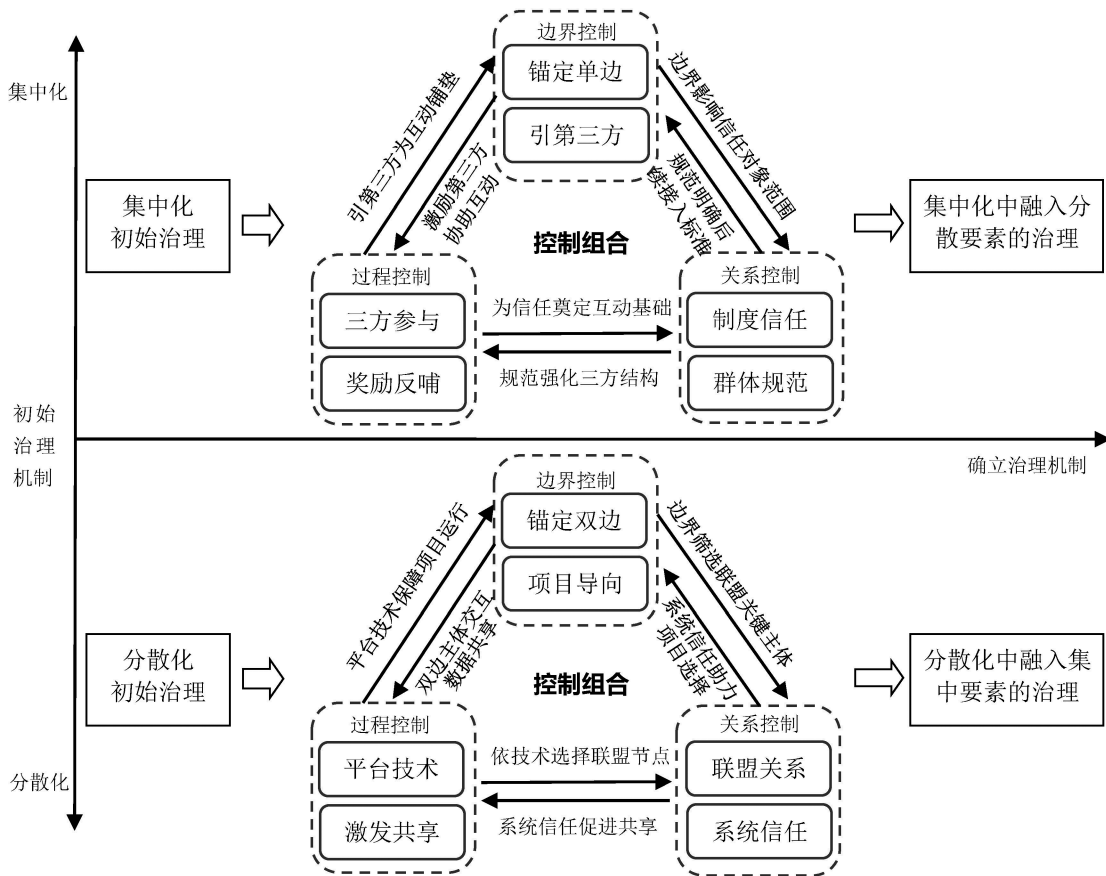 集中化
集中化
初始治理
边界控制
锚定单边
引第三方
引第三方为互动铺垫
激励第三方
协助互动
边界影响信任对象范围
规范明确后
续接入标准
控制组合
过程控制
三方参与
奖励反哺
为信任奠定互动基础
规范强化三方结构
关系控制
制度信任
群体规范
集中化中融入分
散要素的治理
初始
治理
机制
确立治理机制
分散化
初始治理
边界控制
锚定双边
项目导向
平台技术保障项目运行
双边主体交互
数据共享
边界筛选联盟关键主体
系统信任助力
项目选择
控制组合
过程控制
平台技术
激发共享
依技术选择联盟节点
系统信任促进共享
关系控制
联盟关系
系统信任
分散化中融入集
中要素的治理
分散化